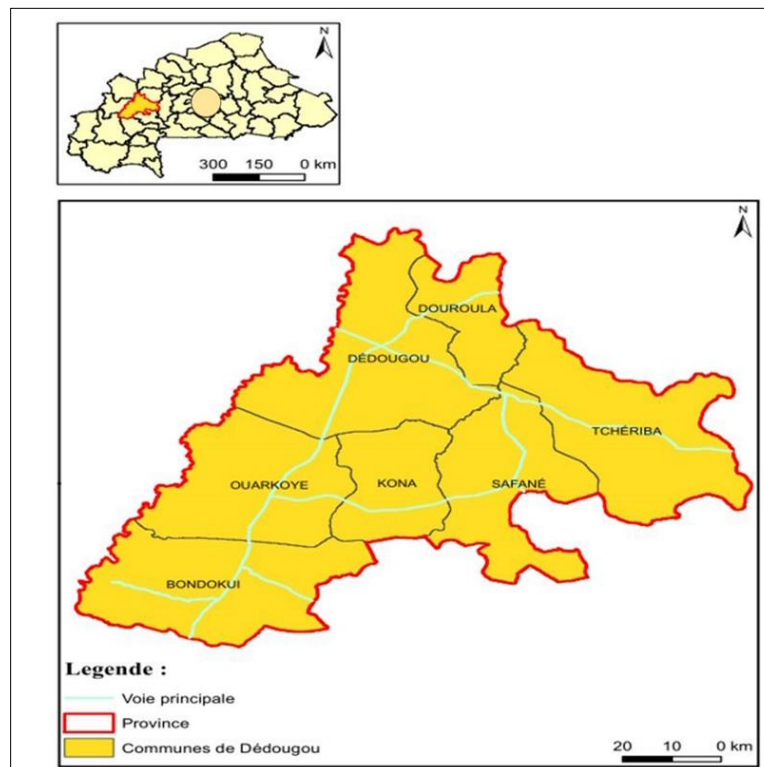 N
300 150 0 km
N
DOUROULA
DÉDOUGOU
TCHÉRIBA
OUARKOYE
KONA
SAFANÉ
BONDOKUI
Legende :
Voie principale
Province
Communes de Dédougou
20 10 0 km